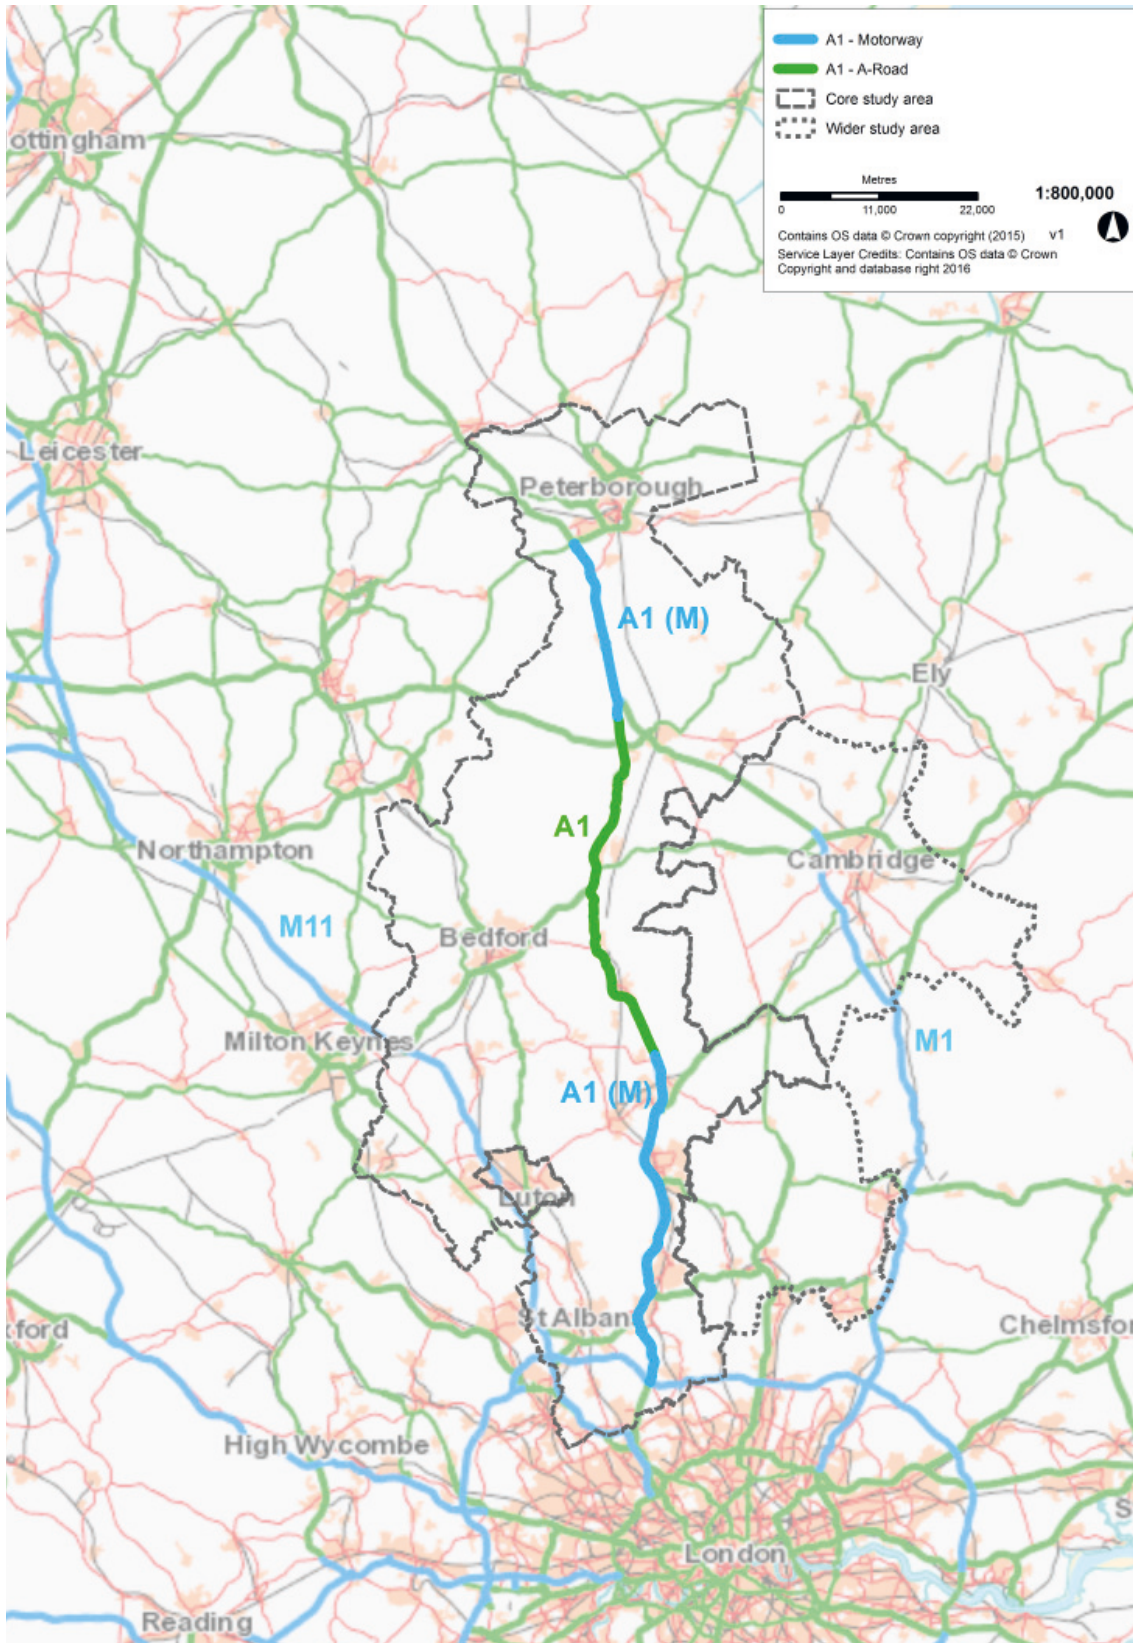 A1 - Motorway
A1 - A-Road
Core study area
Wider study area
Metres
0 11,000 22,000
1:800,000
Contains OS data © Crown copyright (2015) v1
Service Layer Credits: Contains OS data © Crown
Copyright and database right 2016
ottingham
Leicester
Peterborough
A1 (M)
Ely
A1
Northampton
Cambridge
M11
Bedford
Milton Keynes
M1
A1 (M)
Luton
St Alban
xford
Chelmsfor
High Wycombe
S
London
Reading